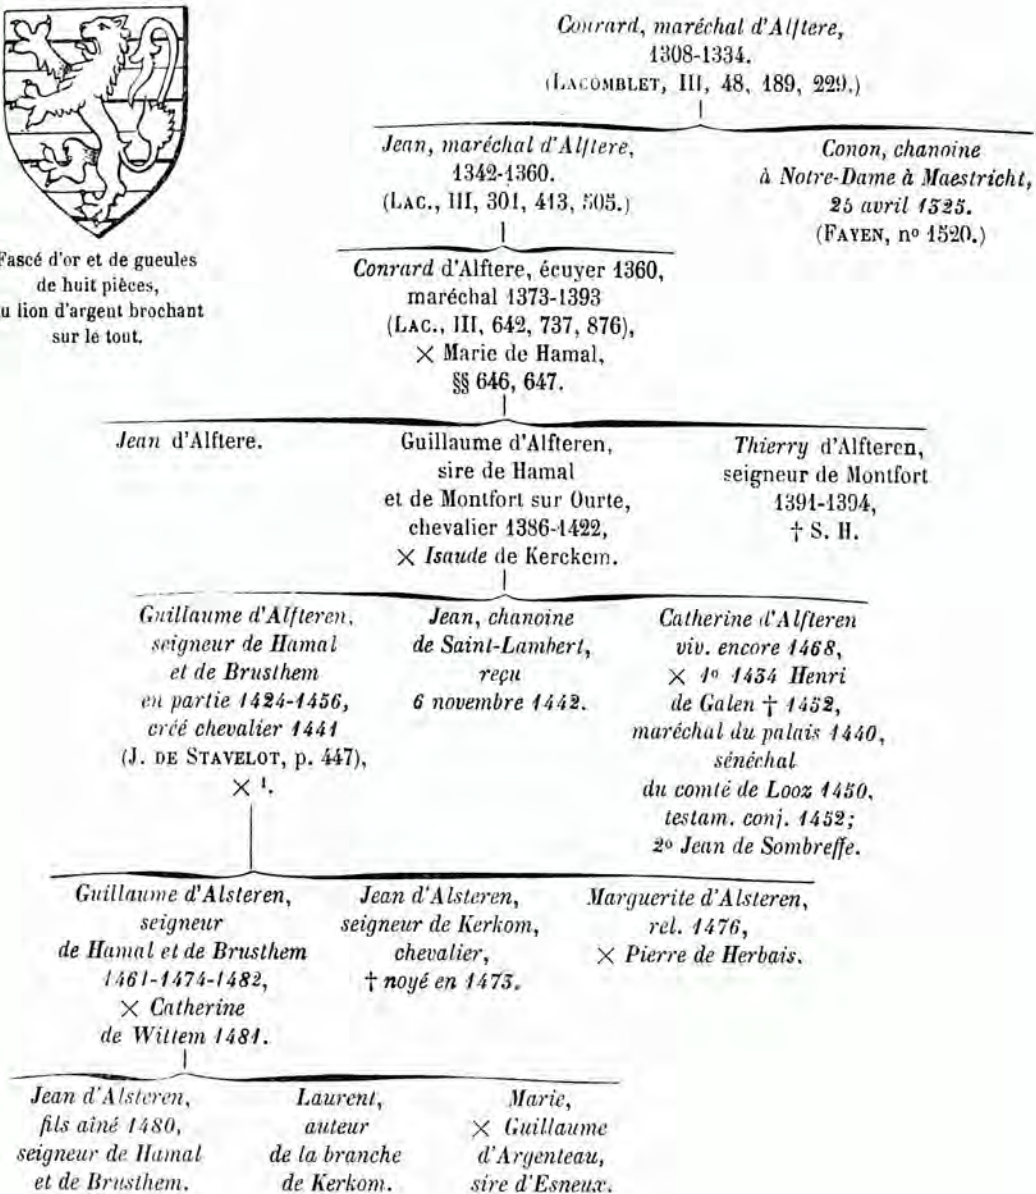 Conrard, maréchal d'Alftere,
1308-1334.
(LACOMBLET, III, 48, 189, 229.)
Jean, maréchal d'Alftere,
1342-1360.
(LAC., III, 301, 413, 505.)
Conon, chanoine
à Notre-Dame à Maestricht,
25 avril 1325.
(FAYEN, nº 1520.)
Fascé d'or et de gueules
de huit pièces,
u lion d'argent brochant
sur le tout.
Conrard d'Alftere, écuyer 1360,
maréchal 1373-1393
(LAC., III, 642, 737, 876),
× Marie de Hamal,
§§ 646, 647.
Jean d'Alftere.
Guillaume d'Alfteren,
sire de Hamal
et de Montfort sur Ourte,
chevalier 1386-1422,
× Isaude de Kerckem.
Thierry d'Alfteren,
seigneur de Montfort
1391-1394,
† S. H.
Guillaume d'Alfteren,
seigneur de Hamal
et de Brusthem
en partie 1424-1456,
créé chevalier 1441
(J. DE STAVELOT, p. 447),
× 1.
Jean, chanoine
de Saint-Lambert,
reçu
6 novembre 1442.
Catherine d'Alfteren
viv. encore 1468,
× 1º 1434 Henri
de Galen † 1452,
maréchal du palais 1440,
sénéchal
du comté de Looz 1450,
testam. conj. 1452;
2º Jean de Sombreffe.
Guillaume d'Alsteren,
seigneur
de Hamal et de Brusthem
1461-1474-1482,
× Catherine
de Wittem 1481.
Jean d'Alsteren,
seigneur de Kerkom,
chevalier,
† noyé en 1473.
Marguerite d'Alsteren,
rel. 1476,
× Pierre de Herbais.
Jean d'Alsteren,
fils aîné 1480,
seigneur de Hamal
et de Brusthem.
Laurent,
auteur
de la branche
de Kerkom.
Marie,
× Guillaume
d'Argenteau,
sire d'Esneux.